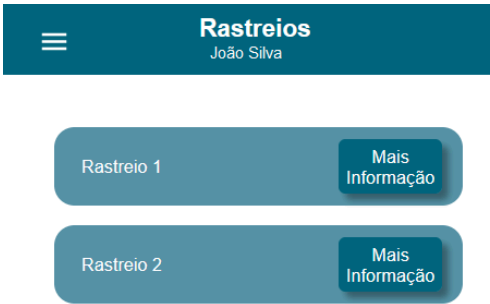 Rastreios
João Silva
Rastreio 1
Mais
Informação
Rastreio 2
Mais
Informação